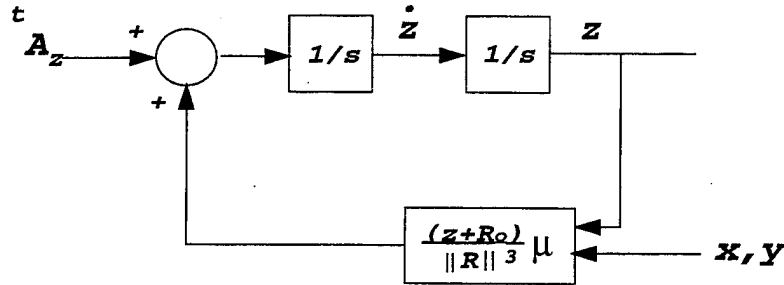 t
A_z
+
+
1/s
ż
1/s
z
(z+R₀)
‖R‖³
μ
x,y